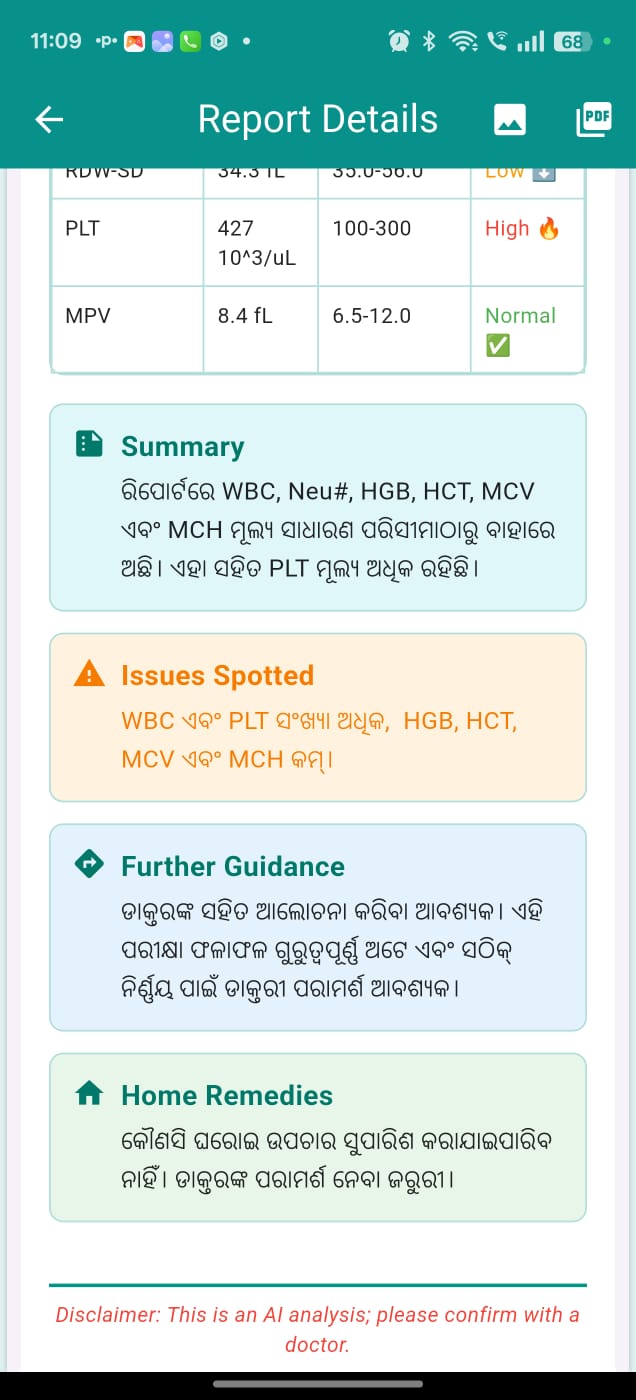 11:09
68
Report Details
PDF
RDW-SD 34.3 fL 35.0-56.0 Low ⬇️
PLT 427 100-300 High 🔥
10^3/uL
MPV 8.4 fL 6.5-12.0 Normal
✅
Summary
ରିପୋର୍ଟରେ WBC, Neu#, HGB, HCT, MCV
ଏବଂ MCH ମୂଲ୍ୟ ସାଧାରଣ ପରିସୀମାଠାରୁ ବାହାରେ
ଅଛି। ଏହା ସହିତ PLT ମୂଲ୍ୟ ଅଧିକ ରହିଛି।
Issues Spotted
WBC ଏବଂ PLT ସଂଖ୍ୟା ଅଧିକ, HGB, HCT,
MCV ଏବଂ MCH କମ୍।
Further Guidance
ଡାକ୍ତରଙ୍କ ସହିତ ଆଲୋଚନା କରିବା ଆବଶ୍ୟକ। ଏହି
ପରୀକ୍ଷା ଫଳାଫଳ ଗୁରୁତ୍ୱପୂର୍ଣ୍ଣ ଅଟେ ଏବଂ ସଠିକ୍
ନିର୍ଣ୍ଣୟ ପାଇଁ ଡାକ୍ତରୀ ପରାମର୍ଶ ଆବଶ୍ୟକ।
Home Remedies
କୌଣସି ଘରୋଇ ଉପଚାର ସୁପାରିଶ କରାଯାଇପାରିବ
ନାହିଁ। ଡାକ୍ତରଙ୍କ ପରାମର୍ଶ ନେବା ଜରୁରୀ।
Disclaimer: This is an AI analysis; please confirm with a
doctor.